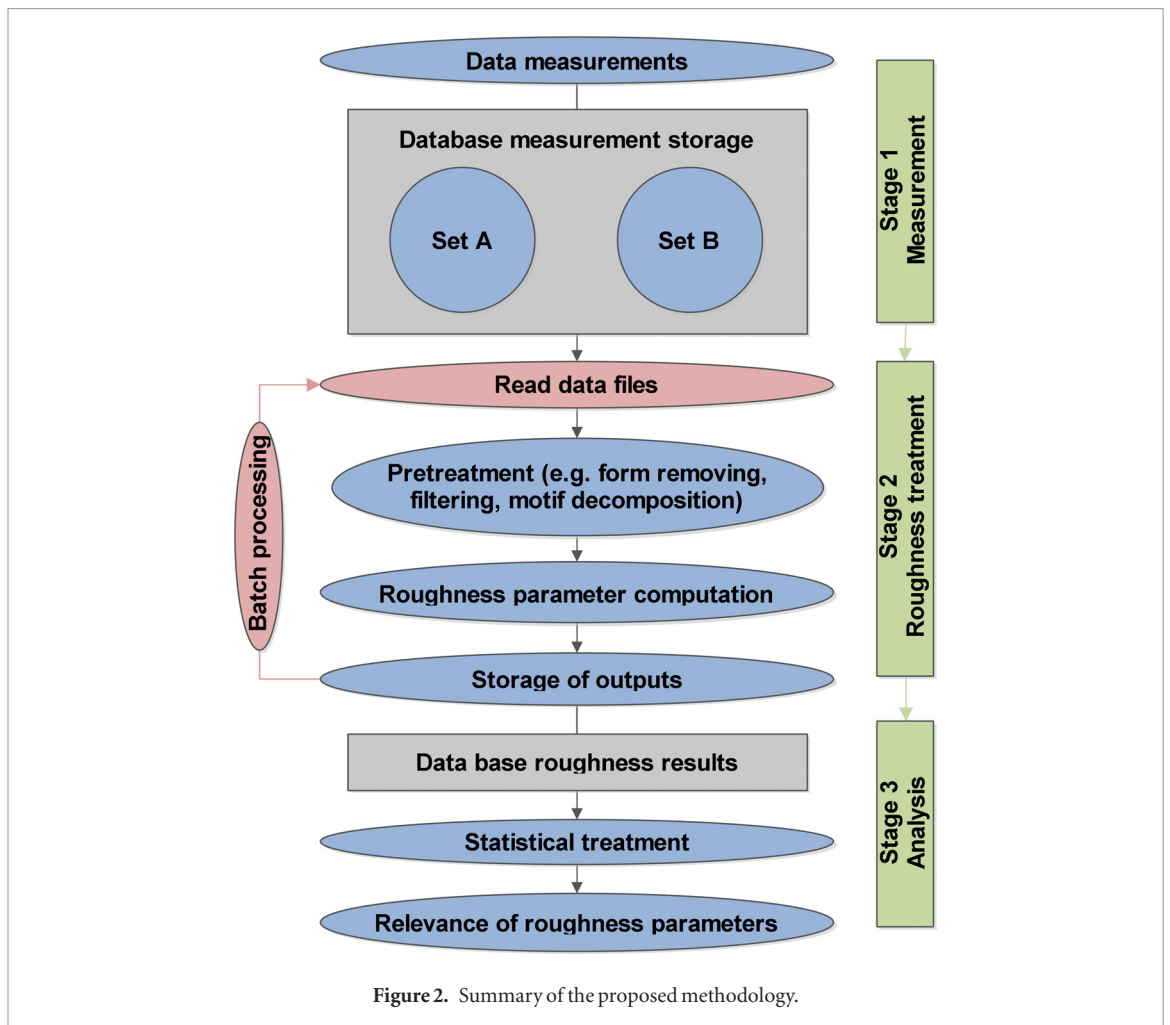 Data measurements
Database measurement storage
Set A
Set B
Read data files
Pretreatment (e.g. form removing,
filtering, motif decomposition)
Roughness parameter computation
Storage of outputs
Batch processing
Data base roughness results
Statistical treatment
Relevance of roughness parameters
Stage 1
Measurement
Stage 2
Roughness treatment
Stage 3
Analysis
Figure 2. Summary of the proposed methodology.